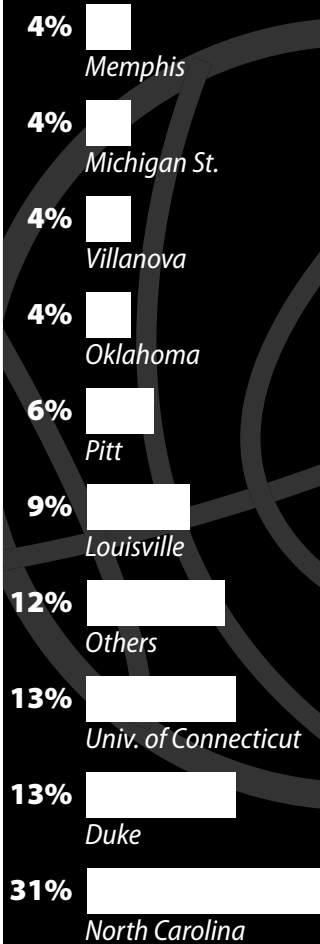 4%
Memphis
4%
Michigan St.
4%
Villanova
4%
Oklahoma
6%
Pitt
9%
Louisville
12%
Others
13%
Univ. of Connecticut
13%
Duke
31%
North Carolina